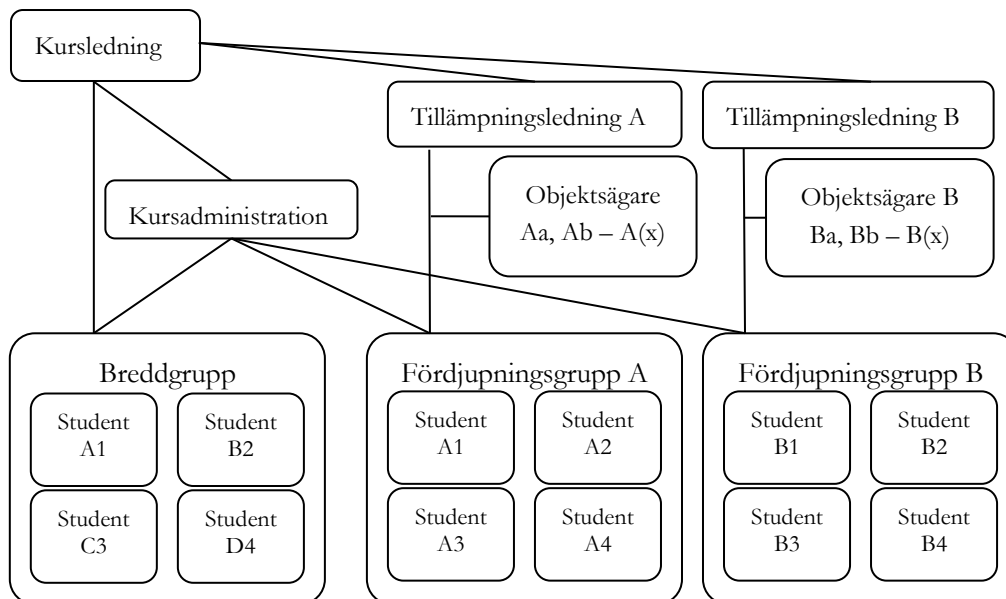 Kursledning
Tillämpningsledning A
Tillämpningsledning B
Objektsägare
Aa, Ab – A(x)
Objektsägare B
Ba, Bb – B(x)
Kursadministration
Breddgrupp
Student
A1
Student
B2
Student
C3
Student
D4
Fördjupningsgrupp A
Student
A1
Student
A2
Student
A3
Student
A4
Fördjupningsgrupp B
Student
B1
Student
B2
Student
B3
Student
B4